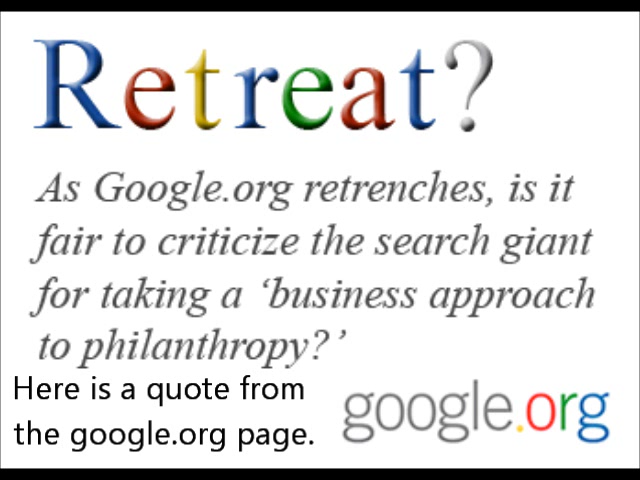 Retreat?
As Google.org retrenches, is it
fair to criticize the search giant
for taking a ‘business approach
to philanthropy?’
Here is a quote from
the google.org page.
google.org